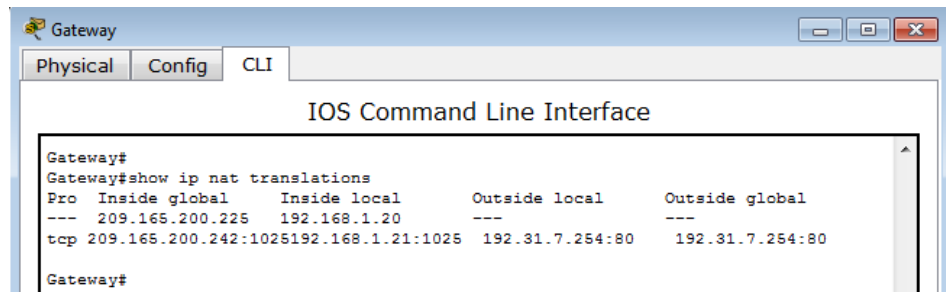 Gateway
Physical Config CLI
IOS Command Line Interface
Gateway#
Gateway#show ip nat translations
Pro  Inside global     Inside local       Outside local      Outside global
---  209.165.200.225   192.168.1.20       ---                ---
tcp 209.165.200.242:1025192.168.1.21:1025  192.31.7.254:80    192.31.7.254:80
Gateway#